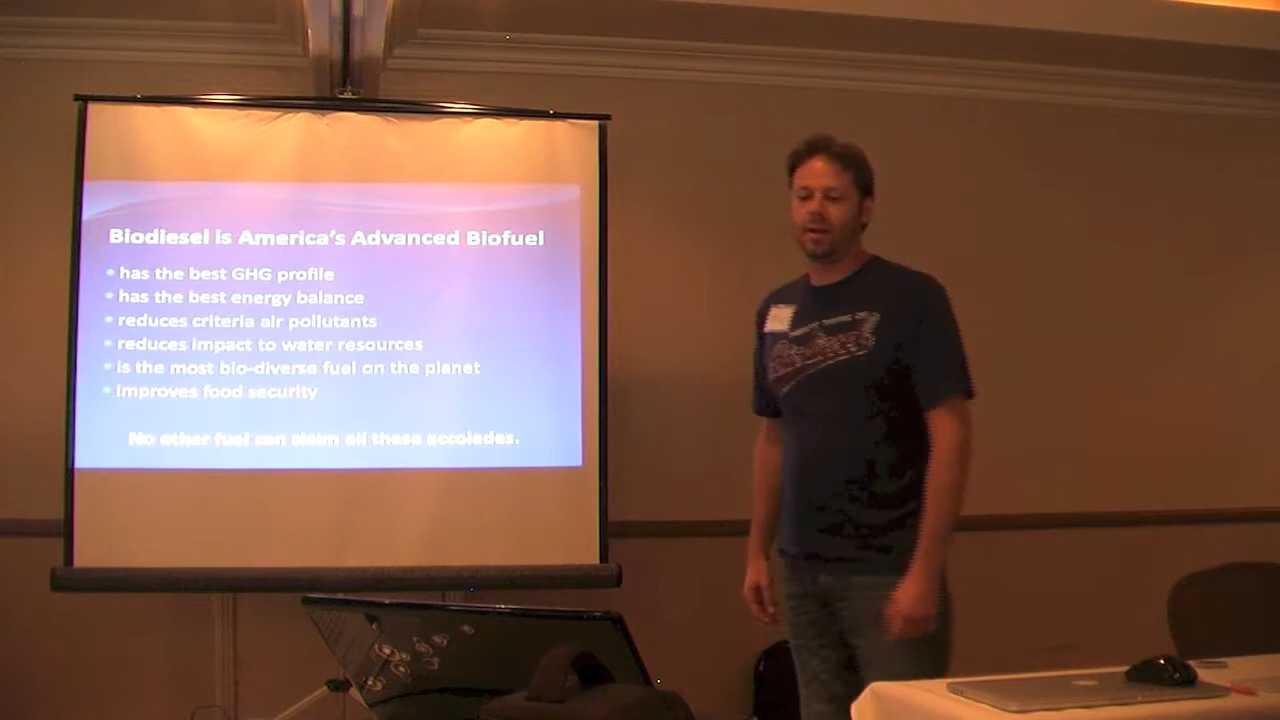 Biodiesel is America's Advanced Biofuel
• has the best GHG profile
• has the best energy balance
• reduces criteria air pollutants
• reduces impact to water resources
• is the most bio-diverse fuel on the planet
• improves food security
No other fuel can claim all these accolades.